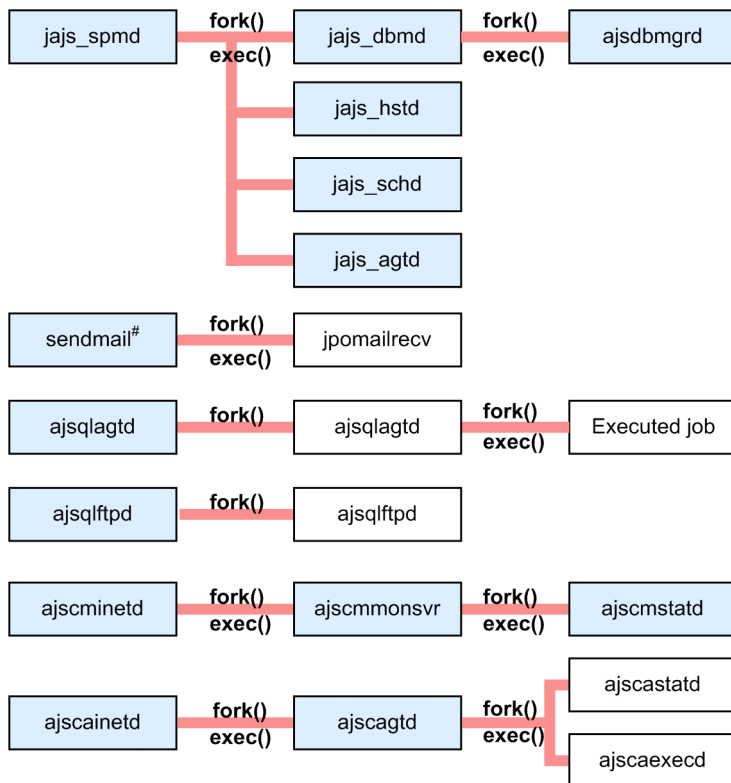 jajs_spmd
fork()
exec()
jajs_dbmd
fork()
exec()
ajsdbmgrd
jajs_hstd
jajs_schd
jajs_agtd
sendmail#
fork()
exec()
jpomailrecv
ajsqlagtd
fork()
ajsqlagtd
fork()
exec()
Executed job
ajsqlftpd
fork()
ajsqlftpd
ajscminetd
fork()
exec()
ajscmmonsvr
fork()
exec()
ajscmstatd
ajscainetd
fork()
exec()
ajscagtd
fork()
exec()
ajscastatd
ajscaexecd